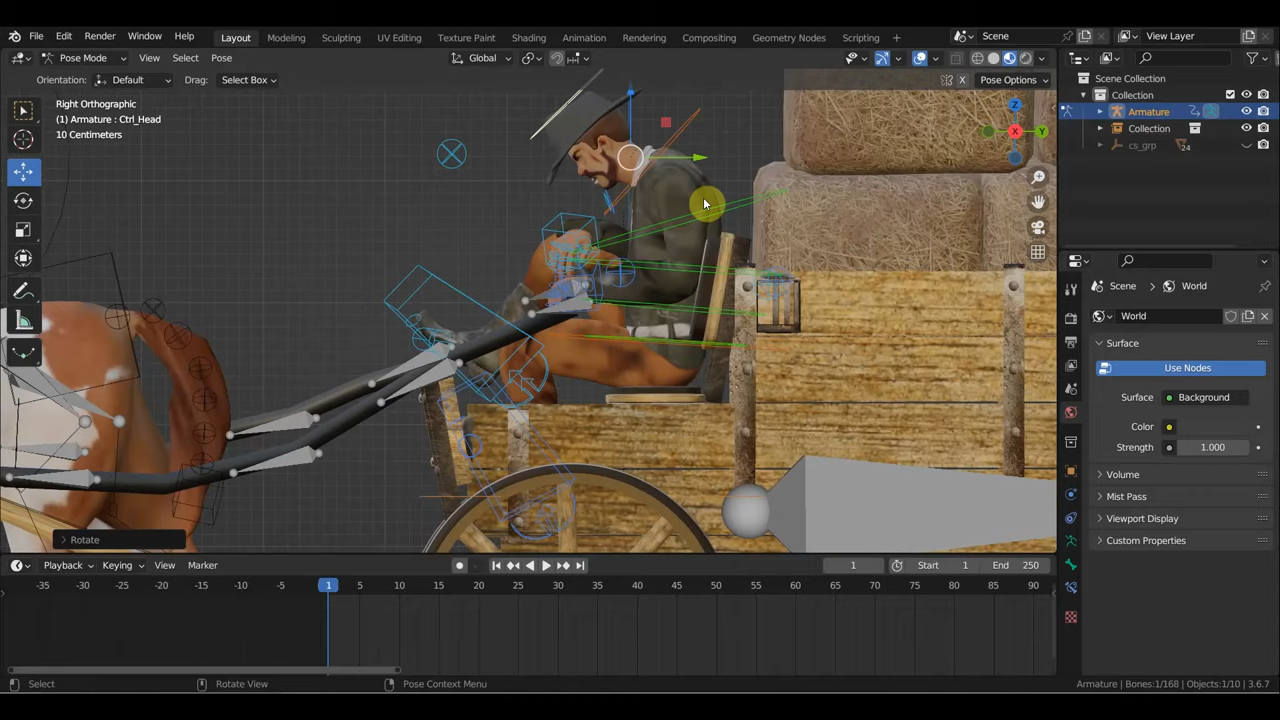 File Edit Render Window Help Layout Modeling Sculpting UV Editing Texture Paint Shading Animation Rendering Compositing Geometry Nodes Scripting Scene View Layer
Pose Mode View Select Pose Global
Orientation: Default Drag: Select Box Pose Options
Scene Collection
Collection
Armature
Collection
cs_grp 24
Right Orthographic
(1) Armature : Ctrl_Head
10 Centimeters
Z
X
Y
Scene World
World
Surface
Use Nodes
Surface Background
Color
Strength 1.000
Volume
Mist Pass
Viewport Display
Custom Properties
Rotate
Playback Keying View Marker 1 Start 1 End 250
-35 -30 -25 -20 -15 -10 -5 1 5 10 15 20 25 30 35 40 45 50 55 60 65 70 75 80 85 90
Select Rotate View Pose Context Menu Armature | Bones:1/168 | Objects:1/10 | 3.6.7